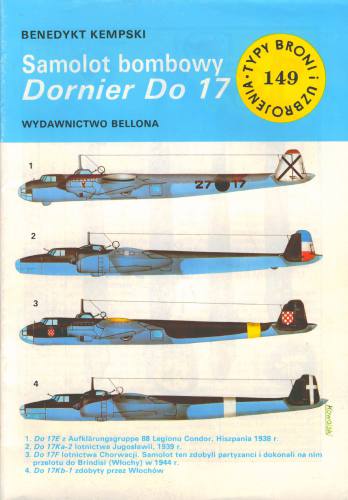 BENEDYKT KEMPSKI
Samolot bombowy
Dornier Do 17
WYDAWNICTWO BELLONA
TYPY BRONI i UZBROJENIA
149
1
27 17
2
3
4
KOWALSKI
1. Do 17E z Aufklärungsgruppe 88 Legionu Condor, Hiszpania 1938 r.
2. Do 17Ka-2 lotnictwa Jugosławii, 1939 r.
3. Do 17F lotnictwa Chorwacji. Samolot ten zdobyli partyzanci i dokonali na nim
przelotu do Brindisi (Włochy) w 1944 r.
4. Do 17Kb-1 zdobyty przez Włochów